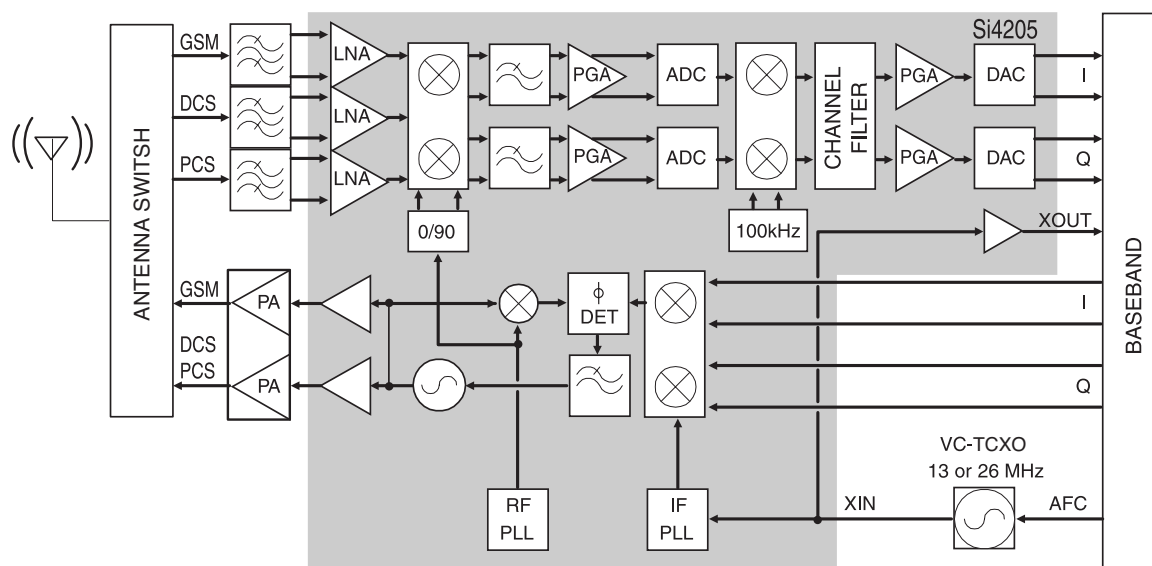 Si4205
GSM
LNA
PGA
ADC
PGA
DAC
I
DCS
LNA
CHANNEL
FILTER
BASEBAND
ANTENNA SWITSH
PCS
LNA
PGA
ADC
PGA
DAC
Q
0/90
100kHz
XOUT
GSM
PA
ϕ
DET
I
DCS
PCS
PA
Q
VC-TCXO
13 or 26 MHz
RF
PLL
IF
PLL
XIN
AFC